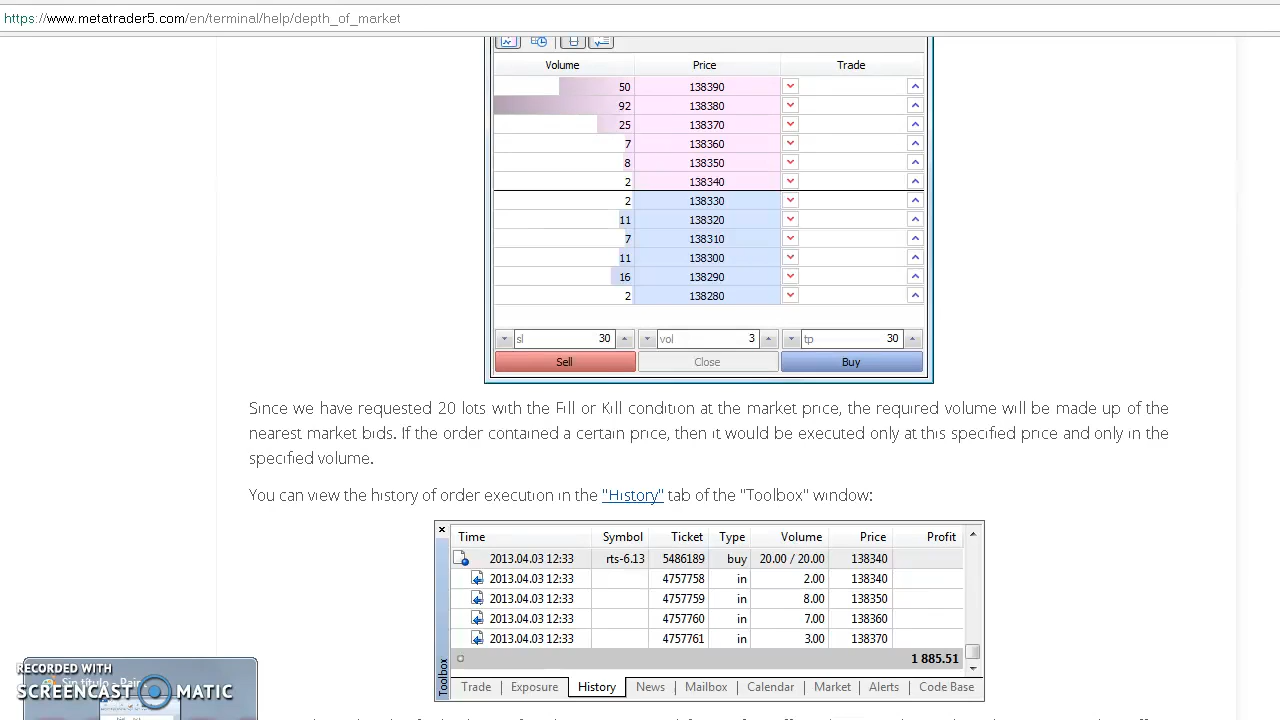 https://www.metatrader5.com/en/terminal/help/depth_of_market
Volume Price Trade
50 138390
92 138380
25 138370
7 138360
8 138350
2 138340
2 138330
11 138320
7 138310
11 138300
16 138290
2 138280
sl 30 vol 3 tp 30
Sell Close Buy
Since we have requested 20 lots with the Fill or Kill condition at the market price, the required volume will be made up of the
nearest market bids. If the order contained a certain price, then it would be executed only at this specified price and only in the
specified volume.
You can view the history of order execution in the "History" tab of the "Toolbox" window:
Time Symbol Ticket Type Volume Price Profit
2013.04.03 12:33 rts-6.13 5486189 buy 20.00 / 20.00 138340
2013.04.03 12:33 4757758 in 2.00 138340
2013.04.03 12:33 4757759 in 8.00 138350
2013.04.03 12:33 4757760 in 7.00 138360
2013.04.03 12:33 4757761 in 3.00 138370
1 885.51
Toolbox
Trade Exposure History News Mailbox Calendar Market Alerts Code Base
RECORDED WITH
Sin título - Pain
SCREENCAST MATIC